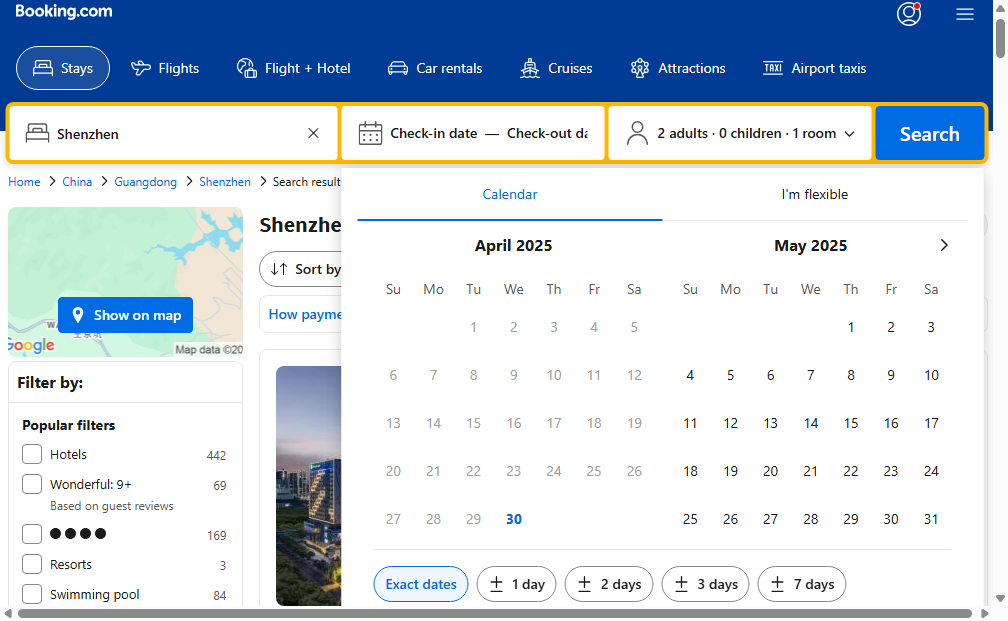 Booking.com
Stays Flights Flight + Hotel Car rentals Cruises Attractions TAXI Airport taxis
Shenzhen Check-in date — Check-out da 2 adults · 0 children · 1 room Search
Home > China > Guangdong > Shenzhen > Search result
Calendar I'm flexible
Shenzhe
Sort by
How payme
Show on map
Google
Map data ©20
Filter by:
Popular filters
Hotels 442
Wonderful: 9+ 69
Based on guest reviews
169
Resorts 3
Swimming pool 84
April 2025
Su Mo Tu We Th Fr Sa
1 2 3 4 5
6 7 8 9 10 11 12
13 14 15 16 17 18 19
20 21 22 23 24 25 26
27 28 29 30
May 2025
Su Mo Tu We Th Fr Sa
1 2 3
4 5 6 7 8 9 10
11 12 13 14 15 16 17
18 19 20 21 22 23 24
25 26 27 28 29 30 31
Exact dates ± 1 day ± 2 days ± 3 days ± 7 days